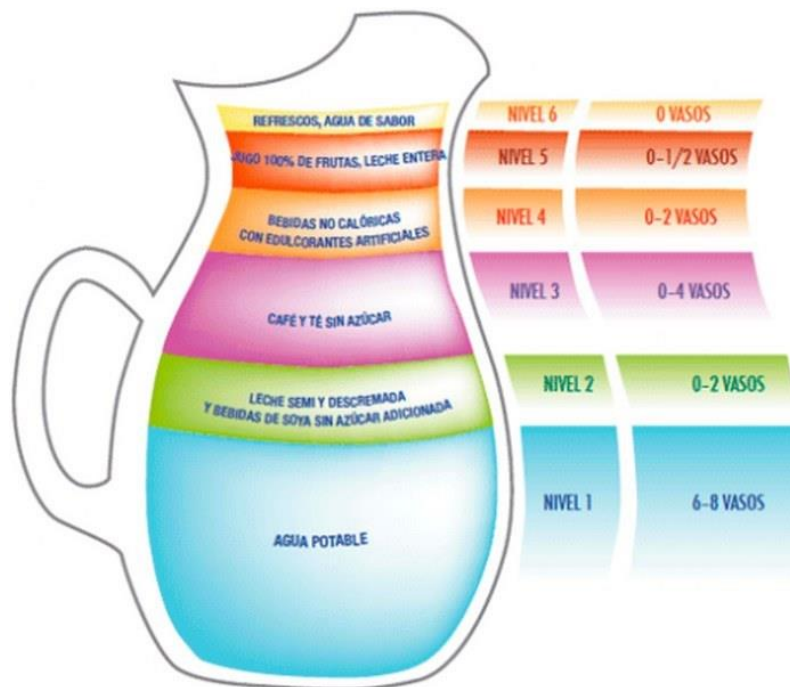 REFRESCOS, AGUA DE SABOR
NIVEL 6
0 VASOS
JUGO 100% DE FRUTAS, LECHE ENTERA
NIVEL 5
0-1/2 VASOS
BEBIDAS NO CALÓRICAS
CON EDULCORANTES ARTIFICIALES
NIVEL 4
0-2 VASOS
CAFÉ Y TÉ SIN AZÚCAR
NIVEL 3
0-4 VASOS
LECHE SEMI Y DESCREMADA
Y BEBIDAS DE SOYA SIN AZÚCAR ADICIONADA
NIVEL 2
0-2 VASOS
AGUA POTABLE
NIVEL 1
6-8 VASOS